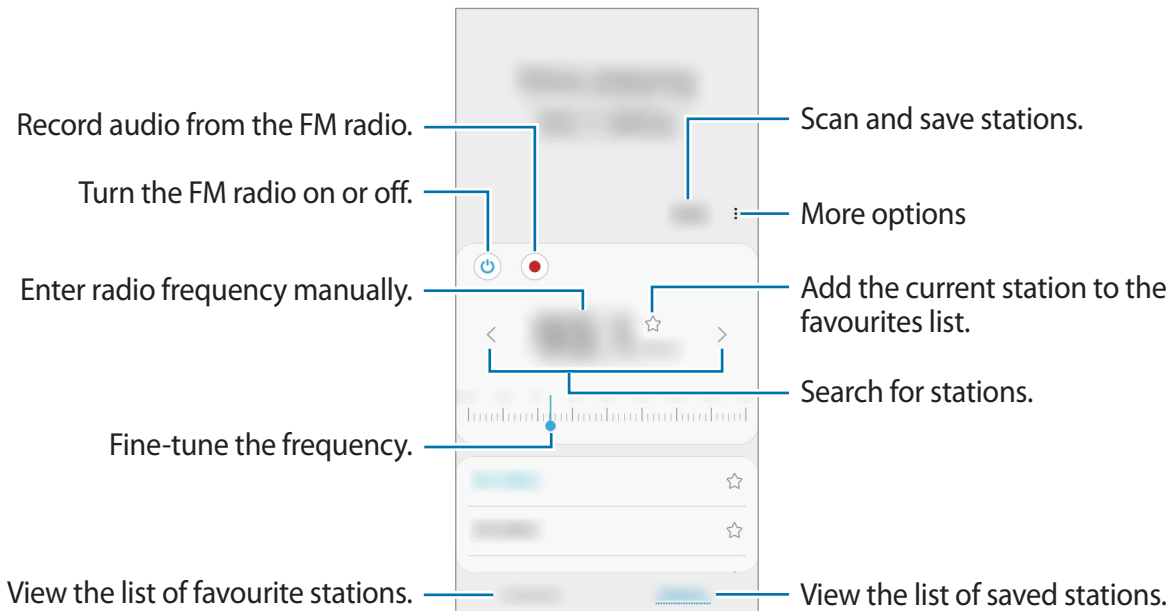 Record audio from the FM radio.
Turn the FM radio on or off.
Enter radio frequency manually.
Fine-tune the frequency.
View the list of favourite stations.
Scan and save stations.
More options
Add the current station to the
favourites list.
Search for stations.
View the list of saved stations.